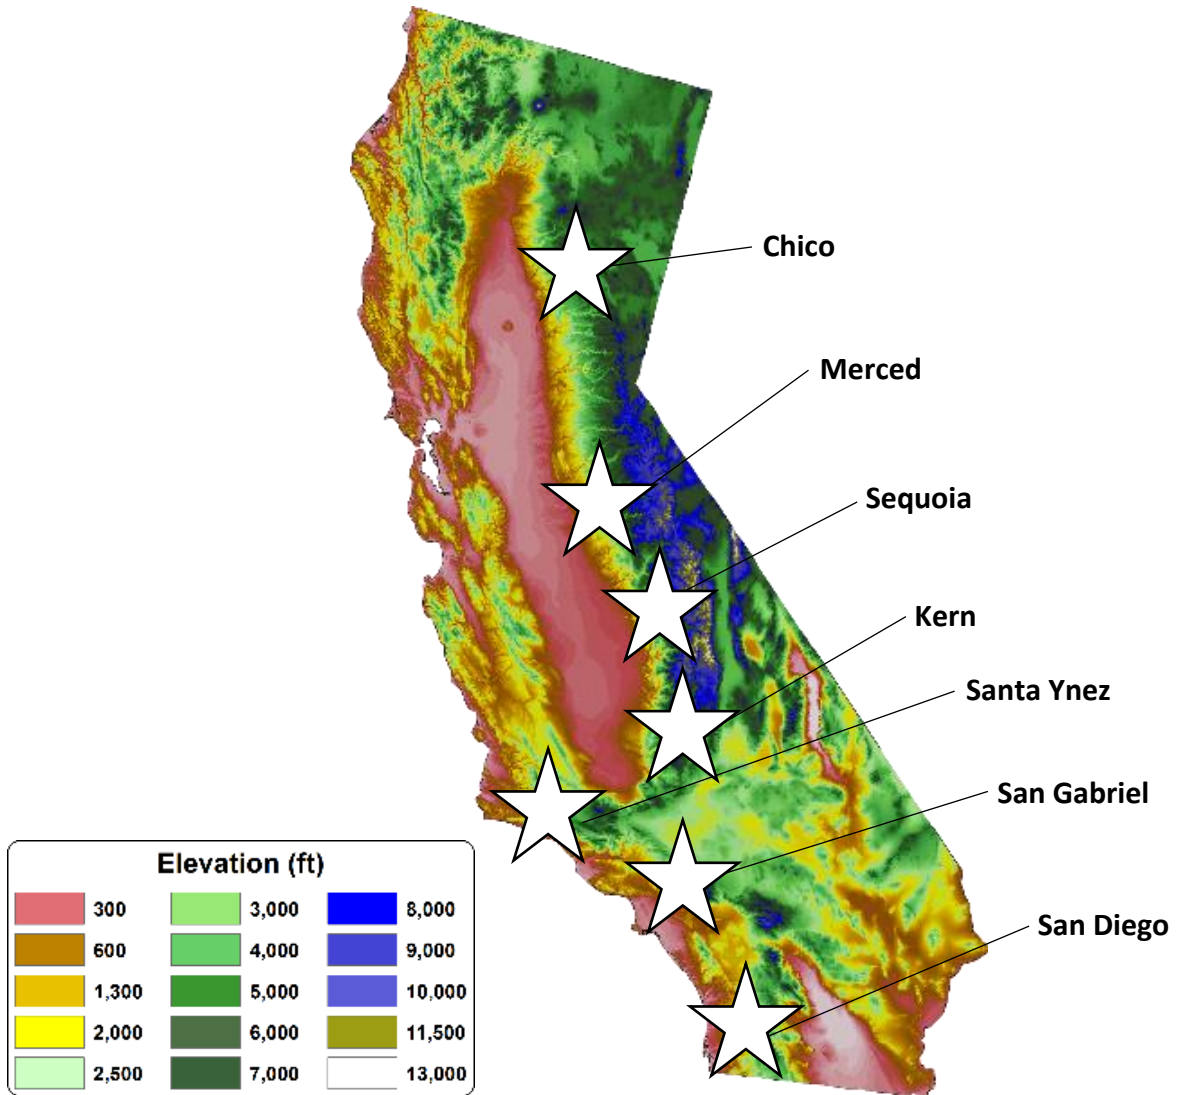 Chico
Merced
Sequoia
Kern
Santa Ynez
San Gabriel
San Diego
Elevation (ft)
300 3,000 8,000
600 4,000 9,000
1,300 5,000 10,000
2,000 6,000 11,500
2,500 7,000 13,000